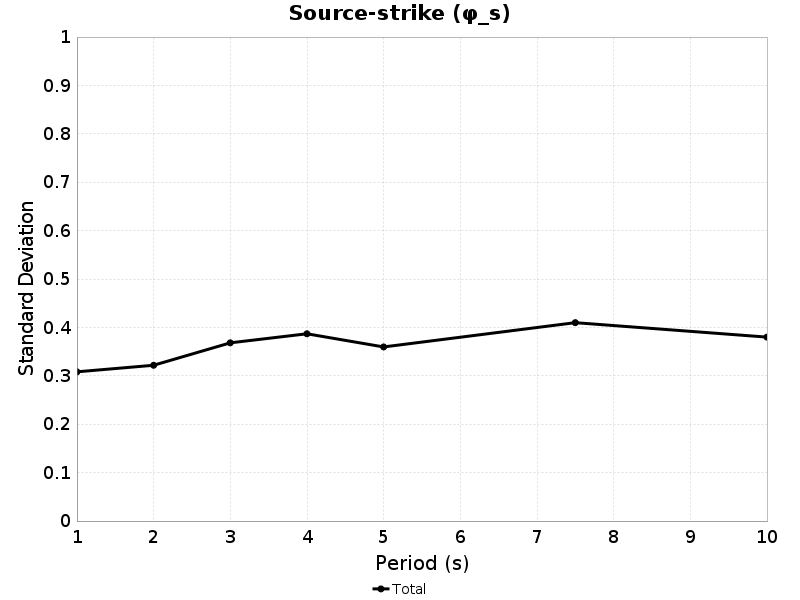 Source-strike (φ_s)
1
0.9
0.8
0.7
0.6
0.5
0.4
0.3
0.2
0.1
0
Standard Deviation
1 2 3 4 5 6 7 8 9 10
Period (s)
Total